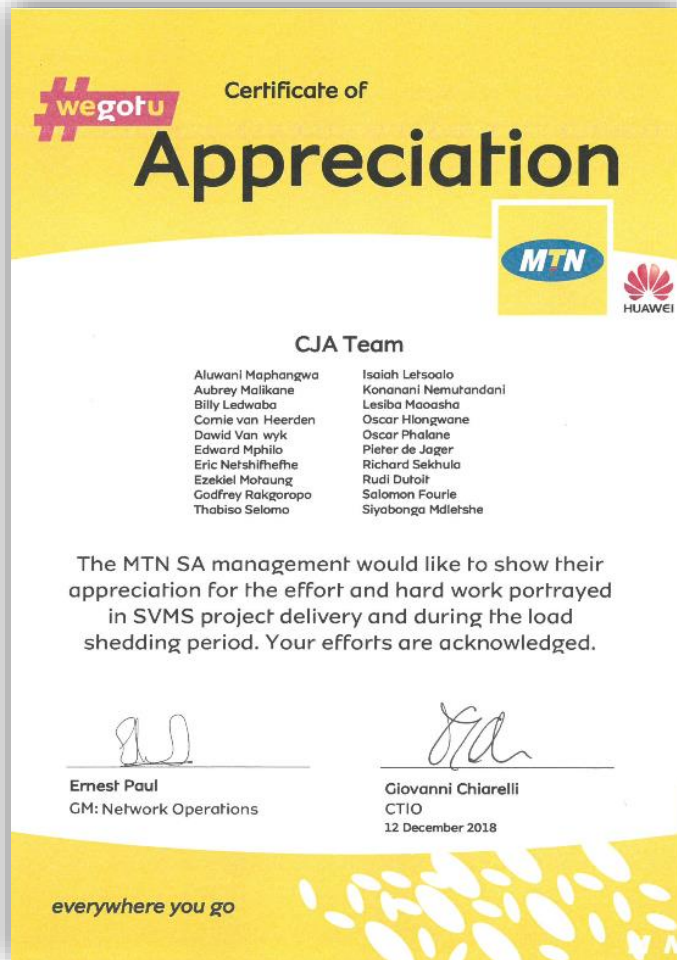 #wegotu
Certificate of
Appreciation
MTN
HUAWEI
CJA Team
Aluwani Maphangwa
Aubrey Malikane
Billy Ledwaba
Cornie van Heerden
Dawid Van wyk
Edward Mphilo
Eric Netshifhefhe
Ezekiel Motaung
Godfrey Rakgoropo
Thabiso Selomo
Isaiah Letsoalo
Konanani Nemutandani
Lesiba Maoasha
Oscar Hlongwane
Oscar Phalane
Pieter de Jager
Richard Sekhula
Rudi Dutoit
Salomon Fourie
Siyabonga Mdletshe
The MTN SA management would like to show their
appreciation for the effort and hard work portrayed
in SVMS project delivery and during the load
shedding period. Your efforts are acknowledged.
Ernest Paul
GM: Network Operations
Giovanni Chiarelli
CTIO
12 December 2018
everywhere you go